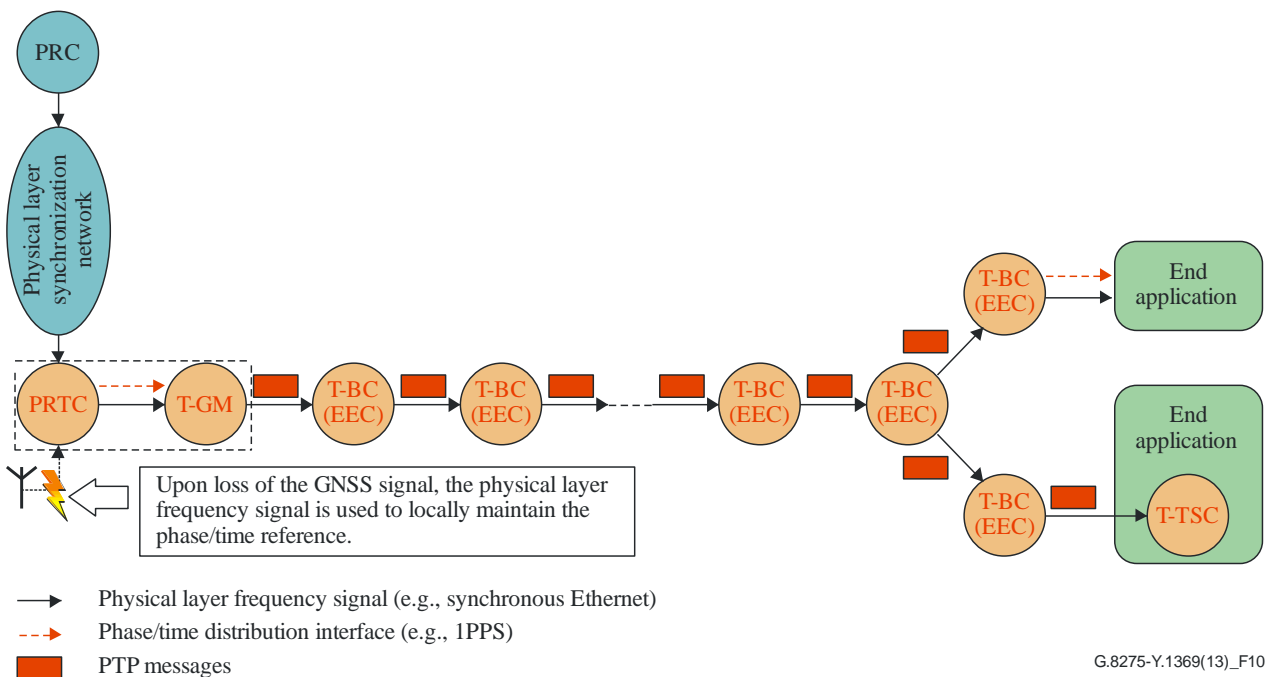 PRC
Physical layer
synchronization
network
PRTC
T-GM
T-BC
(EEC)
T-BC
(EEC)
T-BC
(EEC)
T-BC
(EEC)
T-BC
(EEC)
End
application
End
application
T-BC
(EEC)
T-TSC
Upon loss of the GNSS signal, the physical layer
frequency signal is used to locally maintain the
phase/time reference.
Physical layer frequency signal (e.g., synchronous Ethernet)
Phase/time distribution interface (e.g., 1PPS)
PTP messages
G.8275-Y.1369(13)_F10